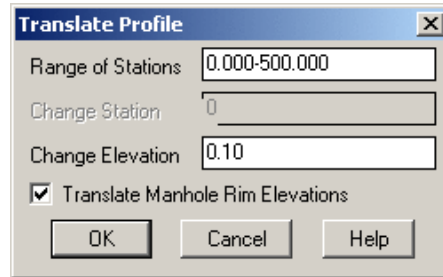 Translate Profile
Range of Stations 0.000-500.000
Change Station 0
Change Elevation 0.10
Translate Manhole Rim Elevations
OK Cancel Help